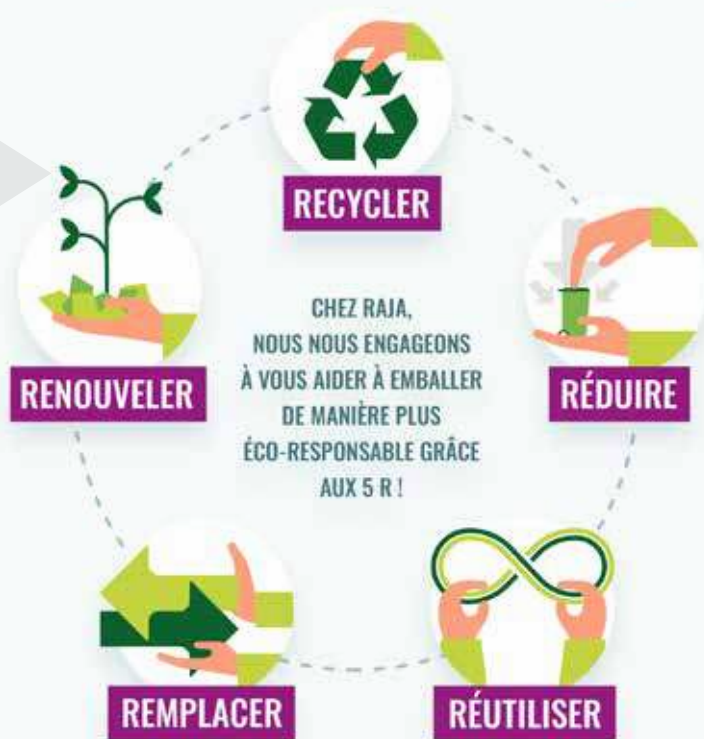 RECYCLER
RENOUVELER
CHEZ RAJA,
NOUS NOUS ENGAGEONS
À VOUS AIDER À EMBALLER
DE MANIÈRE PLUS
ÉCO-RESPONSABLE GRÂCE
AUX 5 R !
RÉDUIRE
REMPLACER
RÉUTILISER